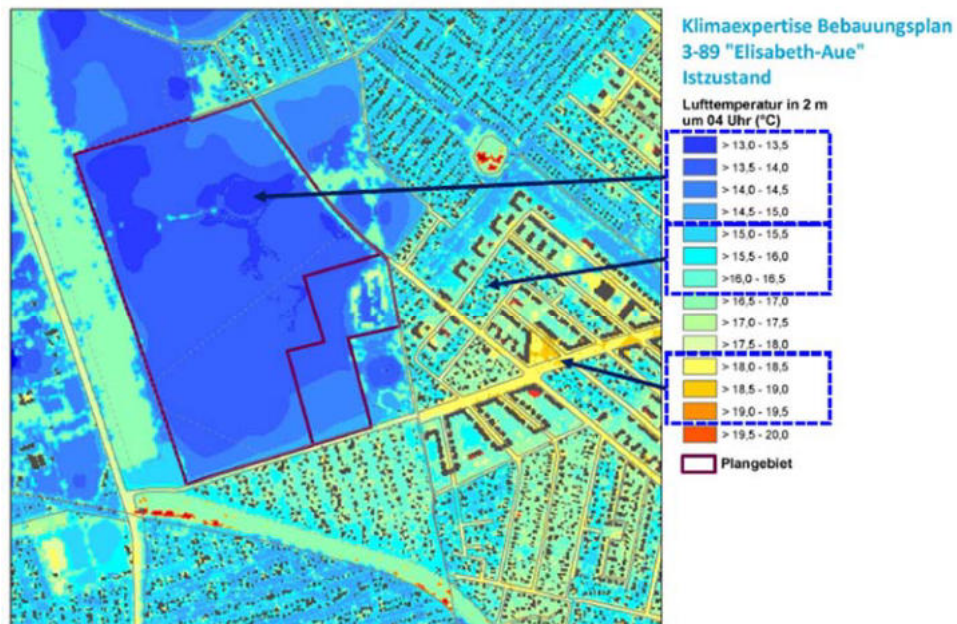 Klimaexpertise Bebauungsplan
3-89 "Elisabeth-Aue"
Istzustand
Lufttemperatur in 2 m
um 04 Uhr (°C)
> 13,0 - 13,5
> 13,5 - 14,0
> 14,0 - 14,5
> 14,5 - 15,0
> 15,0 - 15,5
> 15,5 - 16,0
>16,0 - 16,5
> 16,5 - 17,0
> 17,0 - 17,5
> 17,5 - 18,0
> 18,0 - 18,5
> 18,5 - 19,0
> 19,0 - 19,5
> 19,5 - 20,0
Plangebiet